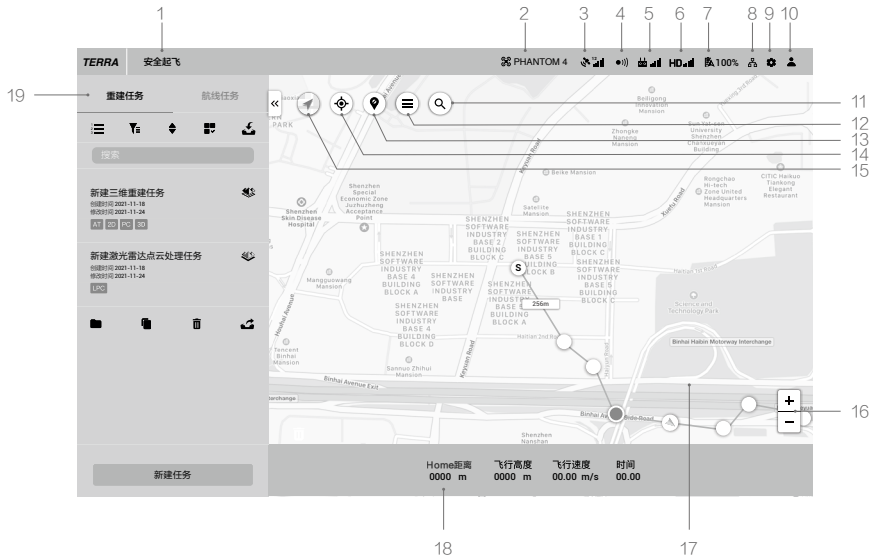 1
2
3
4
5
6
7
8
9
10
TERRA
安全起飞
PHANTOM 4
HD
100%
19
重建任务
航线任务
搜索
新建三维重建任务
创建时间 2021-11-18
修改时间 2021-11-24
AT 2D PC 3D
新建激光雷达点云处理任务
创建时间 2021-11-18
修改时间 2021-11-24
LPC
新建任务
11
12
13
14
15
16
17
18
PARK
Keyuan Road
Beiligong
Innovation
Mension
Zhongke
Naneng
Mansion
Sun Yat-sen
University
Shenzhen
Chanxueyan
Building
Beike Mansion
Xuefu Road
Rongchao
Hi-tech
Zone United
Headquarters
Mansion
CITIC Haikuo
Tiankong
Elegant
Restaurant
Shenzhen
Skin Disease
Hospital
Shenzhen
Special
Economic Zone
Juzhuzheng
Acceptance
Point
Satellite
Mansion
SHENZHEN
SOFTWARE
INDUSTRY
BASE 2
BUILDING
BLOCK C
SHENZHEN
SOFTWARE
INDUSTRY
BASE 5
BUILDING
BLOCK B
SHENZHEN
SOFTWARE
INDUSTRY
BASE 1
BUILDING
BLOCK C
SHENZHEN
SOFTWARE
INDUSTRY
BASE 4
BUILDING
BLOCK A
SHENZHEN
SOFTWARE
INDUSTRY
BASE
SHENZHEN
SOFTWARE
INDUSTRY
BASE 5
BUILDING
BLOCK C
SHENZHEN
SOFTWARE
INDUSTRY
BUILDING
BLOCK A
SHENZHEN
SOFTWARE
INDUSTRY
BASE 4
BUILDING
BLOCK D
S
256m
Mangguowang
Mansion
Houhai Avenue
Haitian 2nd Road
Science and
Technology Park
Tencent
Binhai
Mansion
Sannuo Zhihui
Mansion
Keyuan Road
Binhai Haibin Motorway Interchange
Binhai Avenue Exit
Shenzhen
Nanshan
+
−
Home距离
0000 m
飞行高度
0000 m
飞行速度
00.00 m/s
时间
00.00